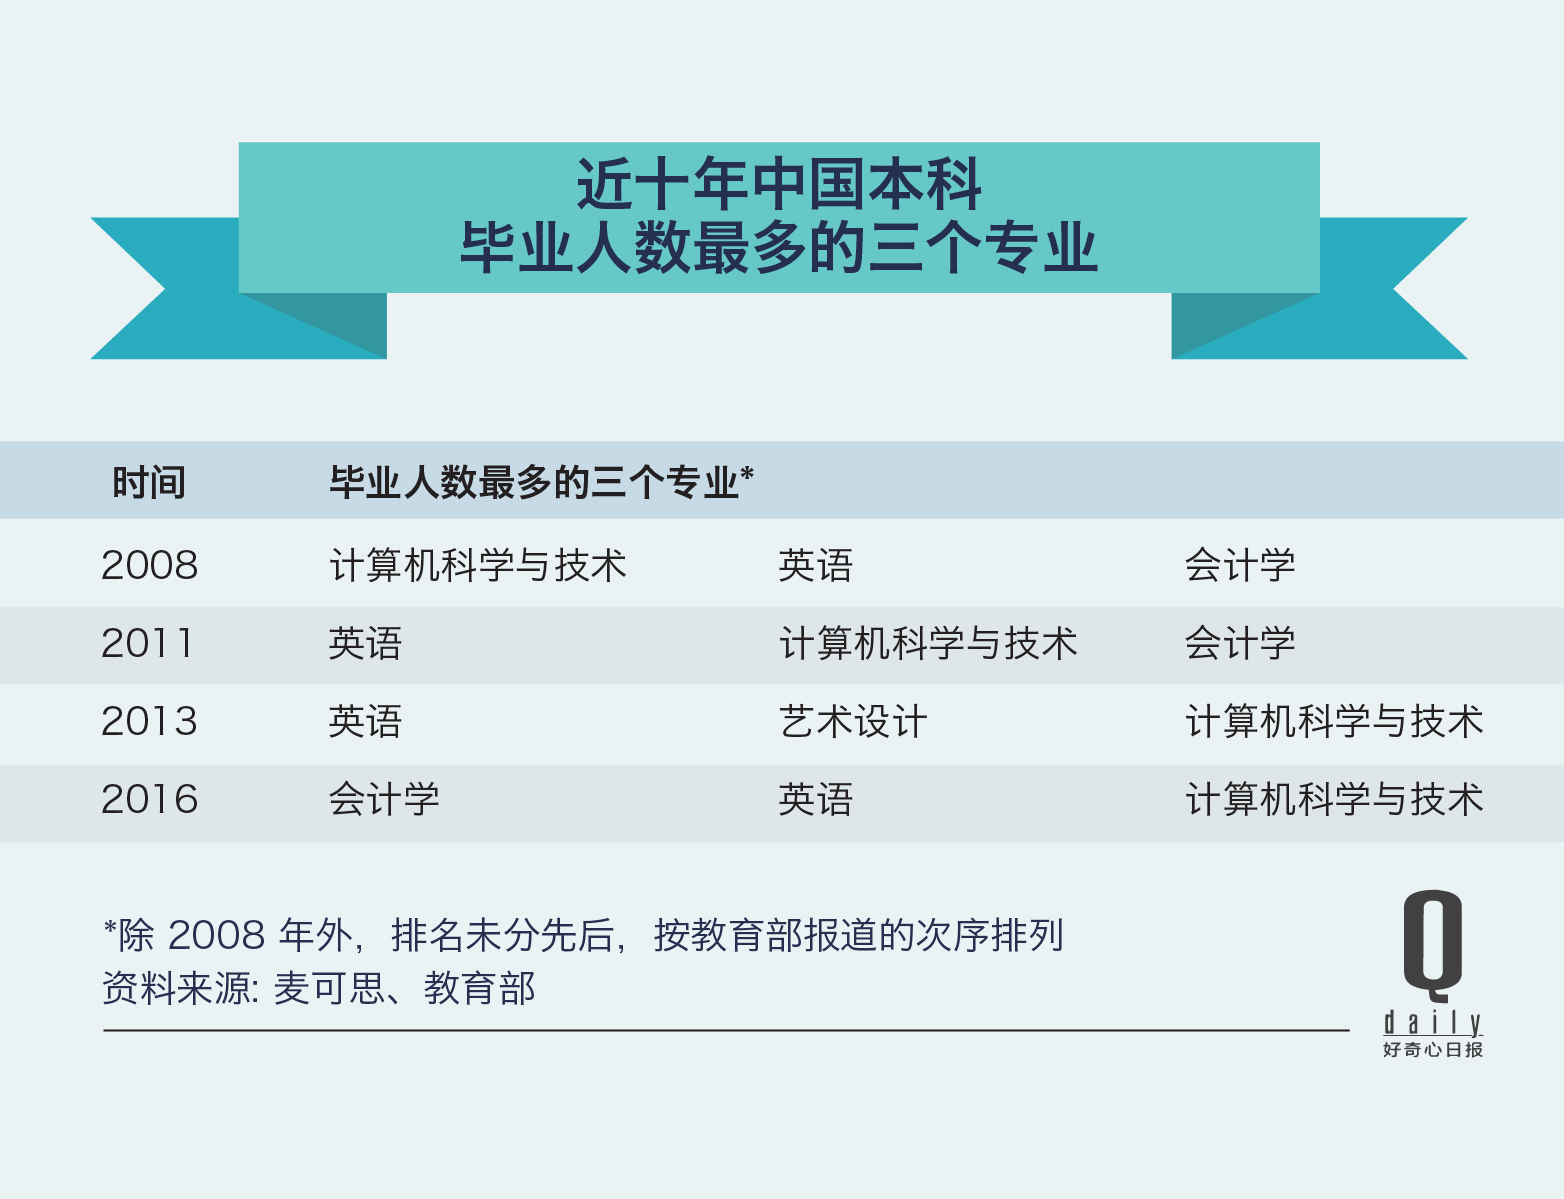 近十年中国本科
毕业人数最多的三个专业
时间 毕业人数最多的三个专业*
2008 计算机科学与技术 英语 会计学
2011 英语 计算机科学与技术 会计学
2013 英语 艺术设计 计算机科学与技术
2016 会计学 英语 计算机科学与技术
*除 2008 年外，排名未分先后，按教育部报道的次序排列
资料来源: 麦可思、教育部
Q
daily
好奇心日报